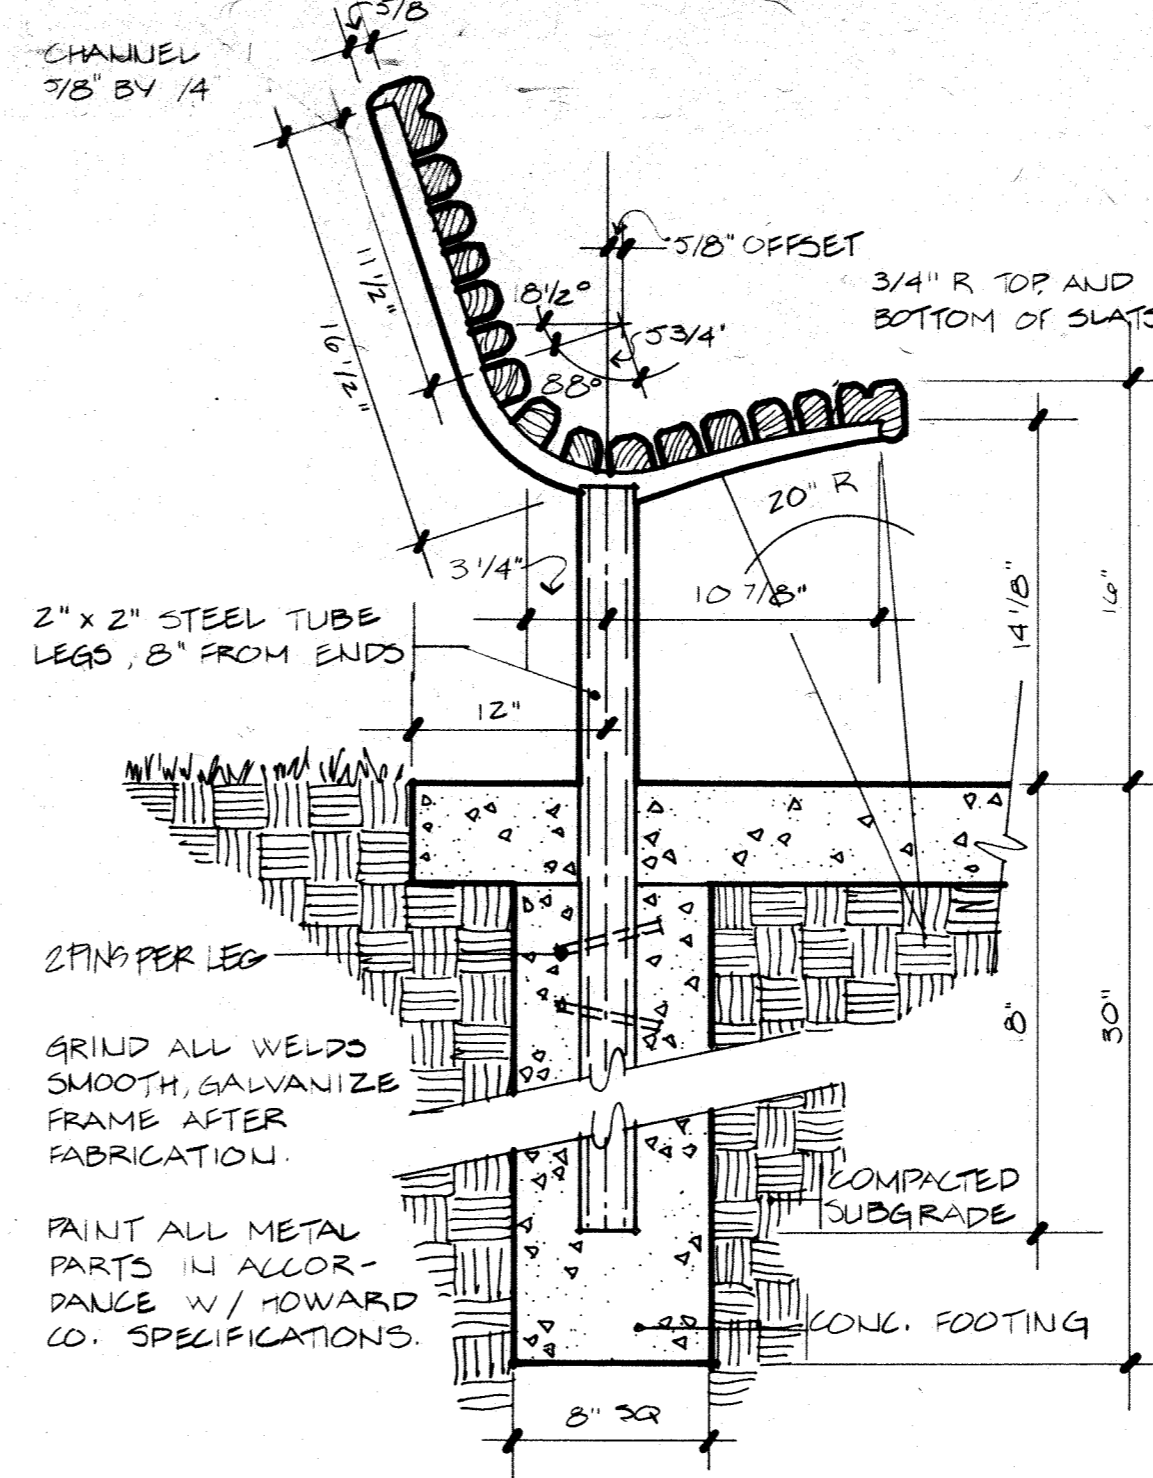 5/8
CHANNEL
5/8" BY 1/4
5/8" OFFSET
3/4" R TOP AND
BOTTOM OF SLATS
11 1/2"
16 1/2"
18 1/2°
5 3/4"
88°
20" R
3 1/4"
10 7/8"
14 1/8"
16"
2" x 2" STEEL TUBE
LEGS, 8" FROM ENDS
12"
2 PINS PER LEG
GRIND ALL WELDS
SMOOTH, GALVANIZE
FRAME AFTER
FABRICATION.
30"
COMPACTED
SUBGRADE
PAINT ALL METAL
PARTS IN ACCOR-
DANCE W/ HOWARD
CO. SPECIFICATIONS.
CONC. FOOTING
8" SQ